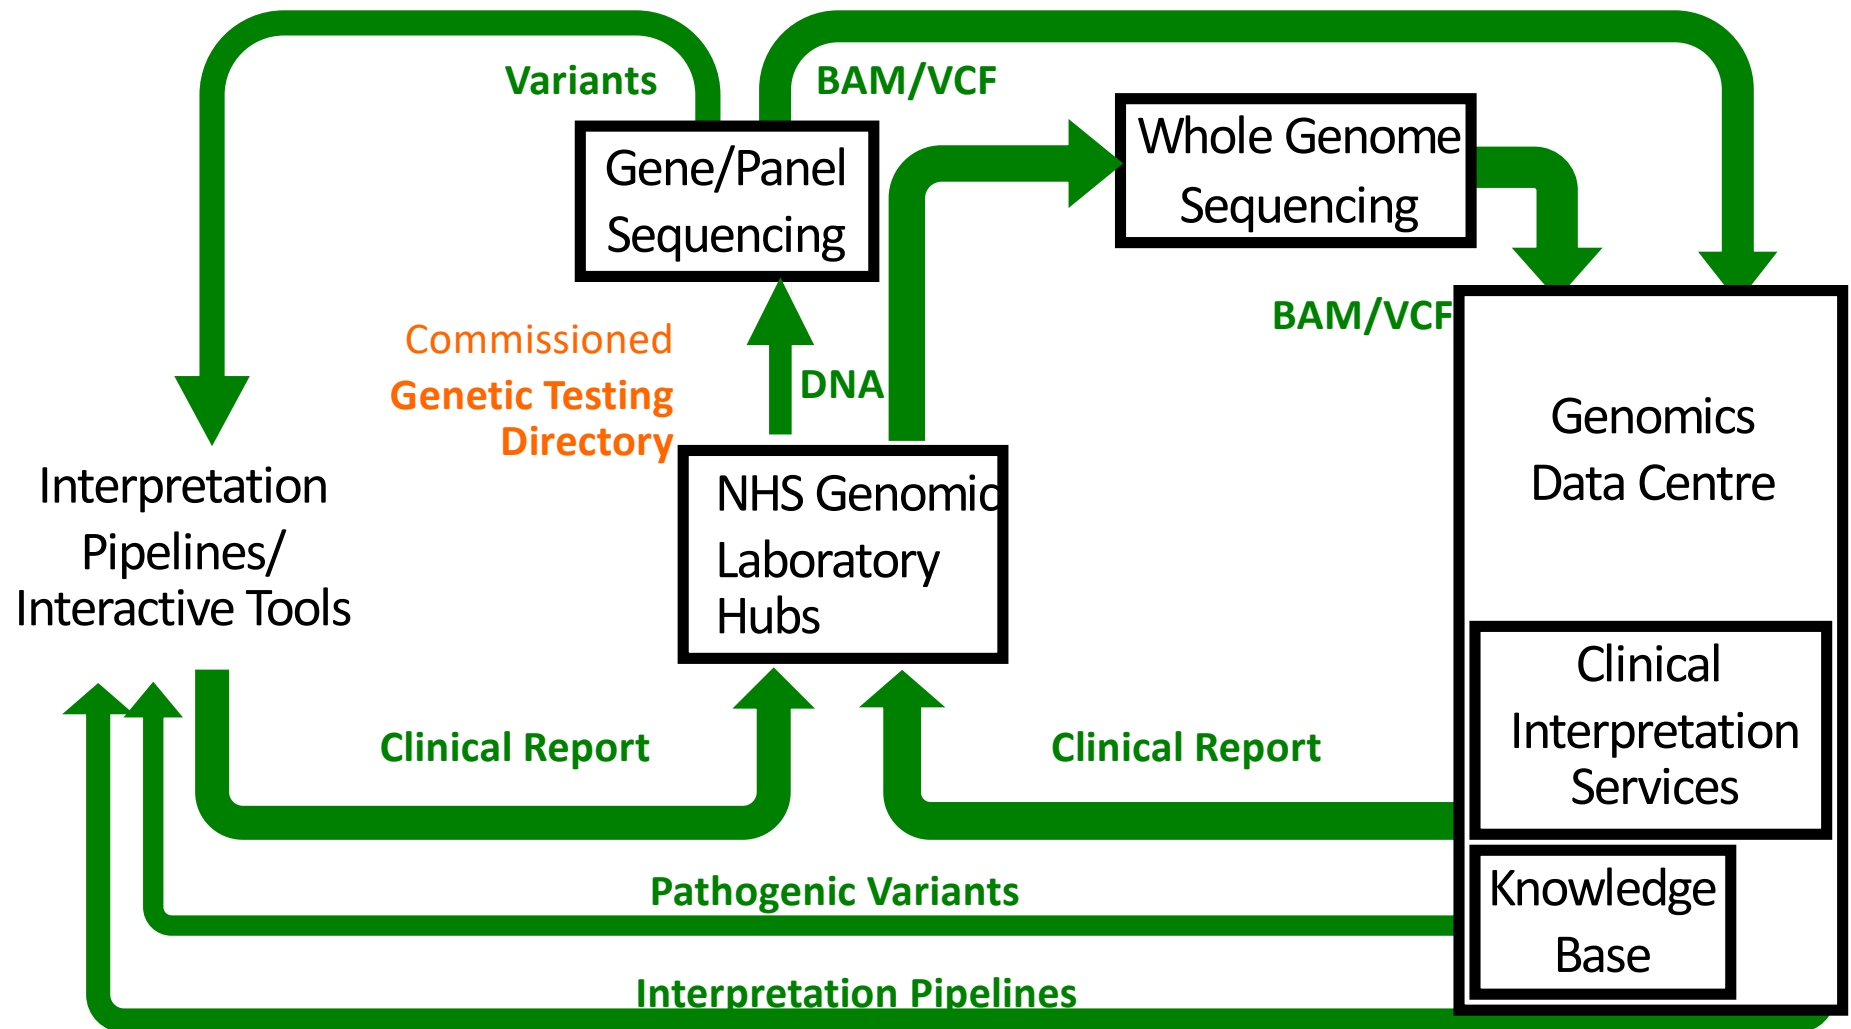 Variants
BAM/VCF
Gene/Panel
Sequencing
Whole Genome
Sequencing
BAM/VCF
Commissioned
Genetic Testing
Directory
DNA
Genomics
Data Centre
Interpretation
Pipelines/
Interactive Tools
NHS Genomic
Laboratory
Hubs
Clinical
Interpretation
Services
Clinical Report
Clinical Report
Knowledge
Base
Pathogenic Variants
Interpretation Pipelines